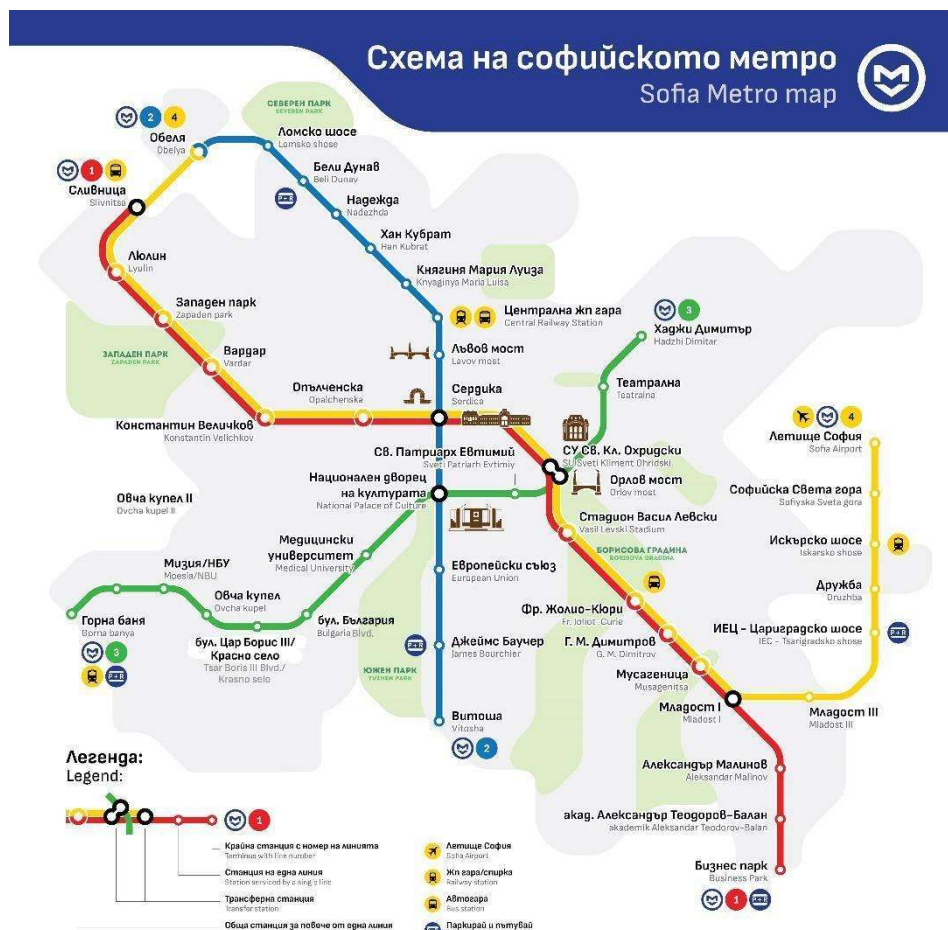 Схема на софийското метро
Sofia Metro map
СЕВЕРЕН ПАРК
SEVEREN PARK
2 4
Обеля
Obelya
Ломско шосе
Lomsko shose
1
Сливница
Slivnitsa
Бели Дунав
Beli Dunav
P+R
Надежда
Nadezhda
Хан Кубрат
Han Kubrat
Люлин
Lyulin
Княгиня Мария Луиза
Knyaginya Maria Luisa
Западен парк
Zapaden park
Централна жп гара
Central Railway Station
3
Хаджи Димитър
Hadzhi Dimitar
ЗАПАДЕН ПАРК
ZAPADEN PARK
Вардар
Vardar
Лъвов мост
Lavov most
Театрална
Teatralna
Опълченска
Opalchenska
Сердика
Serdica
4
Константин Величков
Konstantin Velichkov
Летище София
Sofia Airport
Св. Патриарх Евтимий
Sveti Patriarh Evtimiy
СУ Св. Кл. Охридски
SU Sveti Kliment Ohridski
Национален дворец
на културата
National Palace of Culture
Орлов мост
Orlov most
Софийска Света гора
Sofiyska Sveta gora
Овча купел II
Ovcha kupel II
Стадион Васил Левски
Vasil Levski Stadium
Искърско шосе
Iskarsko shose
Медицински
университет
Medical University
БОРИСОВА ГРАДИНА
BORISOVA GRADINA
Мизия/НБУ
Moesia/NBU
Европейски съюз
European Union
Дружба
Druzhba
Овча купел
Ovcha kupel
Фр. Жолио-Кюри
Fr. Joliot-Curie
Горна баня
Gorna banya
3
P+R
бул. България
Bulgaria Blvd.
ИЕЦ - Цариградско шосе
IEC - Tsarigradsko shose
P+R
бул. Цар Борис III/
Красно село
Tsar Boris III Blvd./
Krasno selo
P+R
Джеймс Баучер
James Bourchier
Г. М. Димитров
G. M. Dimitrov
ЮЖЕН ПАРК
YUZHEN PARK
Мусагеница
Musagenitsa
Младост I
Mladost I
Младост III
Mladost III
Витоша
Vitosha
2
Александър Малинов
Aleksandar Malinov
акад. Александър Теодоров-Балан
akademik Aleksandar Teodorov-Balan
Бизнес парк
Business Park
1 P+R
Легенда:
Legend:
1
Крайна станция с номер на линията
Terminus with line number
Станция на една линия
Station serviced by a single line
Трансферна станция
Transfer station
Обща станция за повече от една линия
Летище София
Sofia Airport
Жп гара/спирка
Railway station
Автогара
Bus station
Паркирай и пътувай